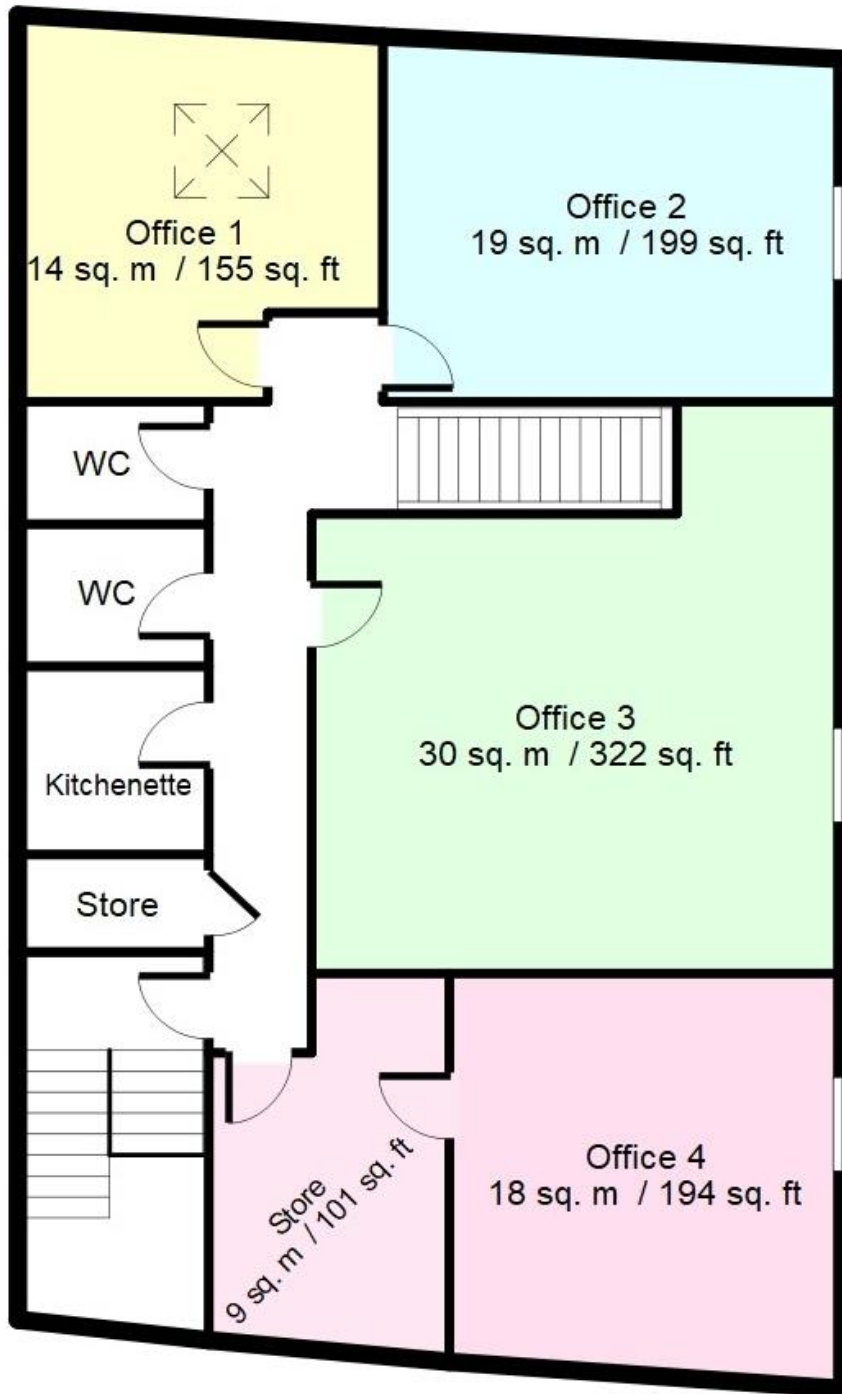 Office 1
14 sq. m / 155 sq. ft
Office 2
19 sq. m / 199 sq. ft
WC
WC
Office 3
30 sq. m / 322 sq. ft
Kitchenette
Store
Store
9 sq. m / 101 sq. ft
Office 4
18 sq. m / 194 sq. ft